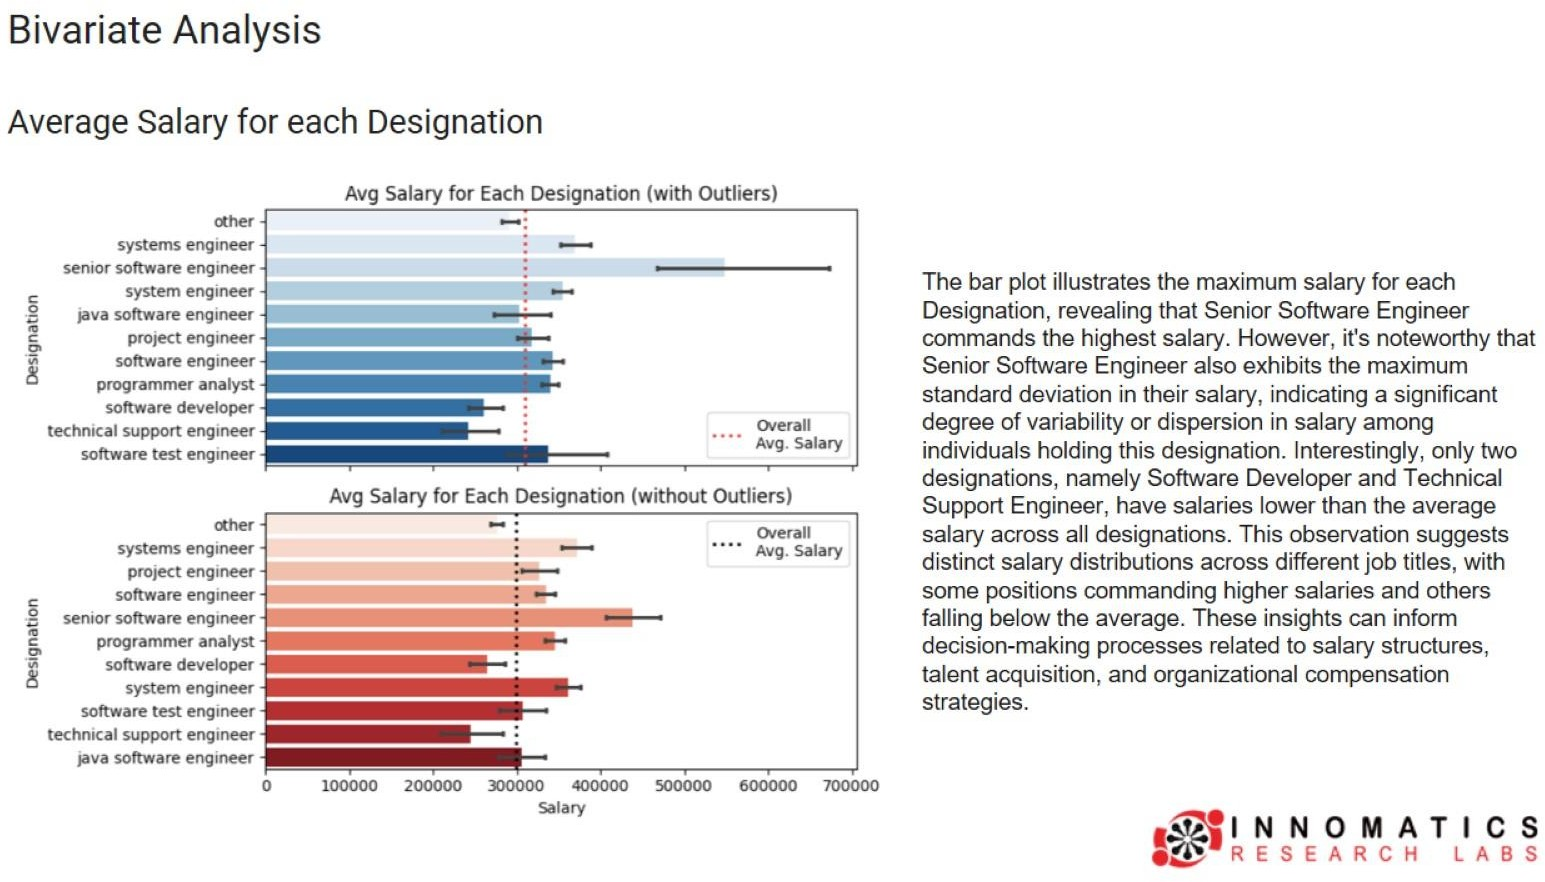 Bivariate Analysis
Average Salary for each Designation
Avg Salary for Each Designation (with Outliers)
Designation
other
systems engineer
senior software engineer
system engineer
java software engineer
project engineer
software engineer
programmer analyst
software developer
technical support engineer
software test engineer
Overall
Avg. Salary
Avg Salary for Each Designation (without Outliers)
Designation
other
systems engineer
project engineer
software engineer
senior software engineer
programmer analyst
software developer
system engineer
software test engineer
technical support engineer
java software engineer
Overall
Avg. Salary
0 100000 200000 300000 400000 500000 600000 700000
Salary
The bar plot illustrates the maximum salary for each
Designation, revealing that Senior Software Engineer
commands the highest salary. However, it's noteworthy that
Senior Software Engineer also exhibits the maximum
standard deviation in their salary, indicating a significant
degree of variability or dispersion in salary among
individuals holding this designation. Interestingly, only two
designations, namely Software Developer and Technical
Support Engineer, have salaries lower than the average
salary across all designations. This observation suggests
distinct salary distributions across different job titles, with
some positions commanding higher salaries and others
falling below the average. These insights can inform
decision-making processes related to salary structures,
talent acquisition, and organizational compensation
strategies.
INNOMATICS
RESEARCH LABS